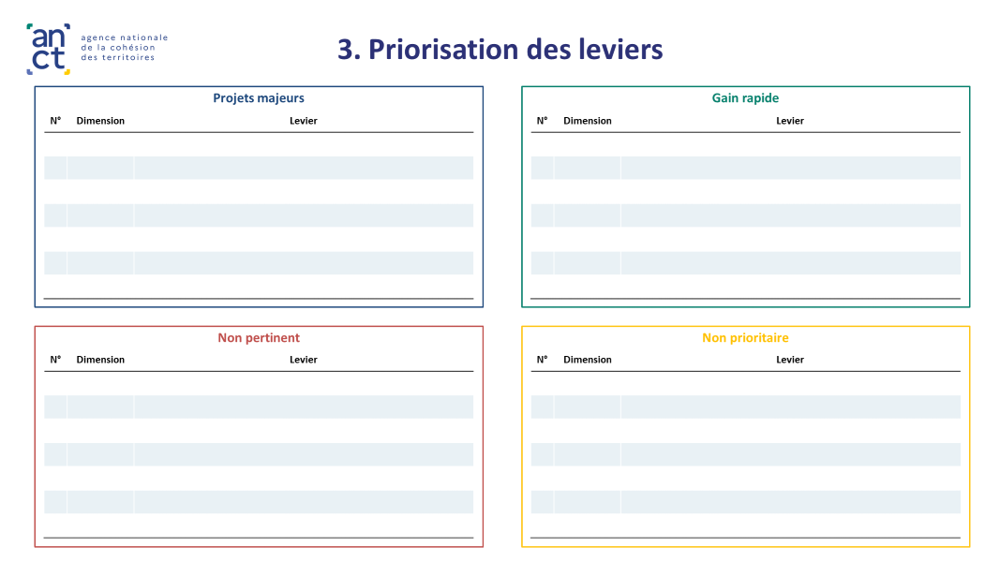 anct
agence nationale
de la cohésion
des territoires
3. Priorisation des leviers
Projets majeurs
N° Dimension Levier
Gain rapide
N° Dimension Levier
Non pertinent
N° Dimension Levier
Non prioritaire
N° Dimension Levier